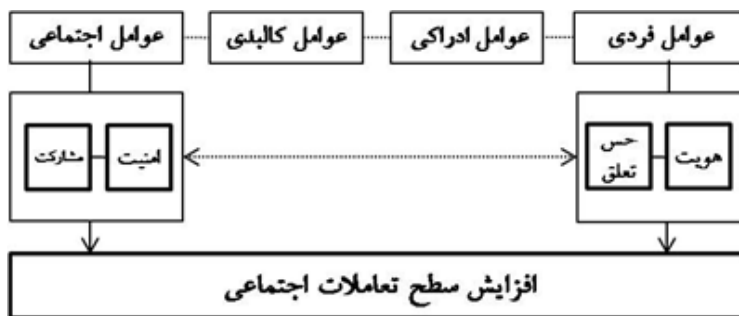 عوامل فردی
عوامل ادراکی
عوامل کالبدی
عوامل اجتماعی
هویت
حس
تعلق
امنیت
مشارکت
افزایش سطح تعاملات اجتماعی